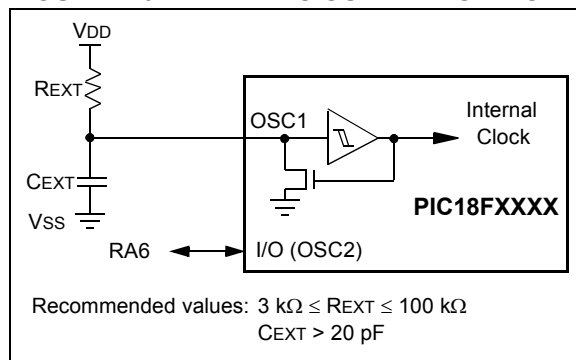 VDD
REXT
OSC1
Internal
Clock
CEXT
PIC18FXXXX
VSS
RA6
I/O (OSC2)
Recommended values: 3 kΩ ≤ REXT ≤ 100 kΩ
CEXT > 20 pF